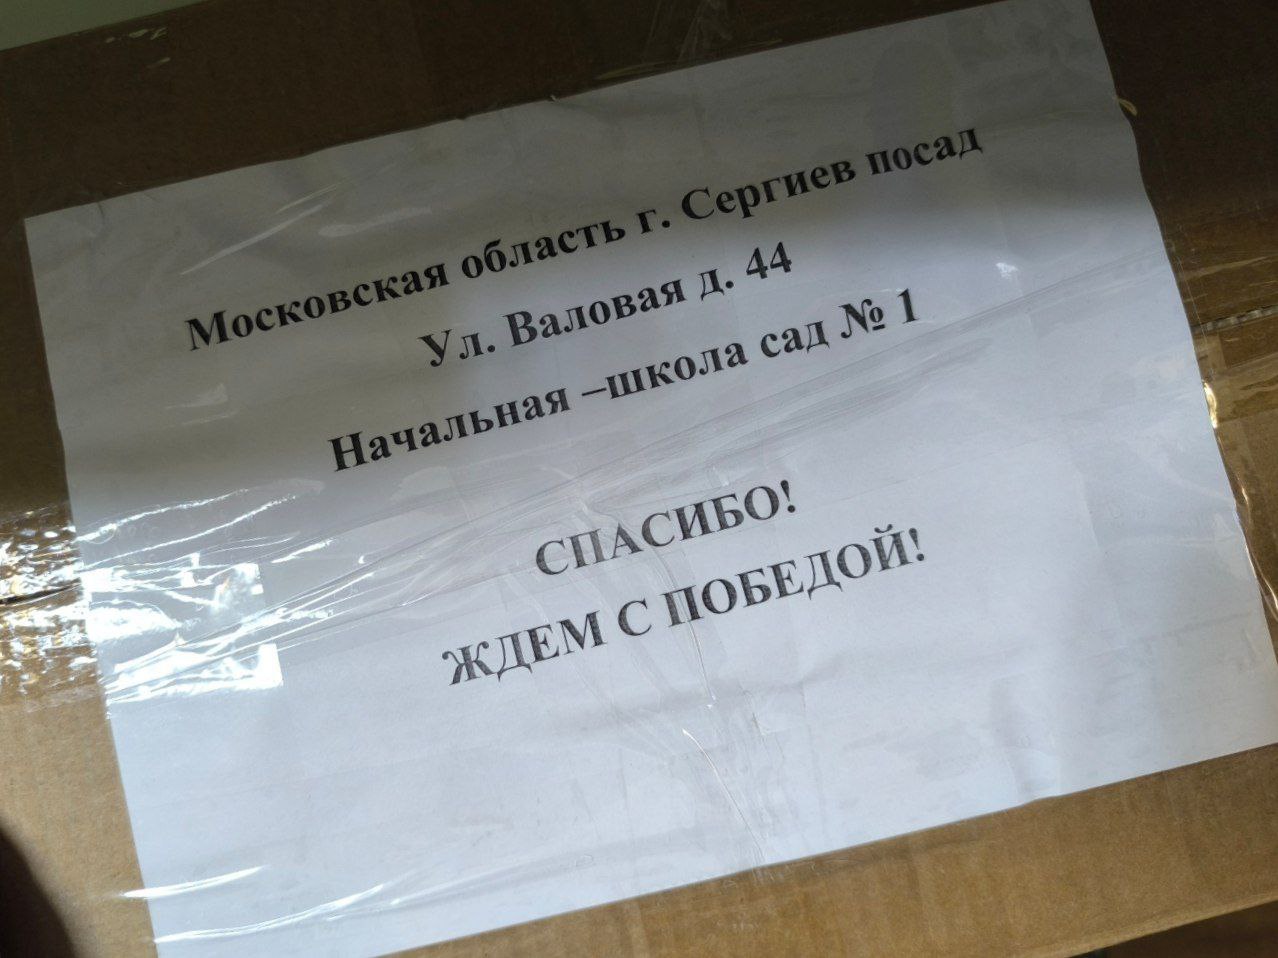 Московская область г. Сергиев посад
Ул. Валовая д. 44
Начальная –школа сад № 1
СПАСИБО!
ЖДЕМ С ПОБЕДОЙ!